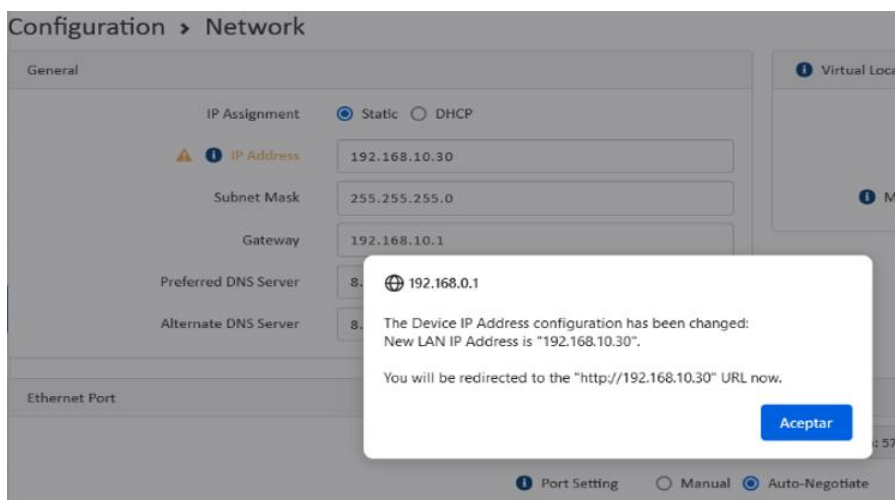 Configuration > Network
General
Virtual Loca
IP Assignment
Static
DHCP
IP Address
192.168.10.30
Subnet Mask
255.255.255.0
Gateway
192.168.10.1
Preferred DNS Server
8.
Alternate DNS Server
8.
192.168.0.1
The Device IP Address configuration has been changed:
New LAN IP Address is "192.168.10.30".
You will be redirected to the "http://192.168.10.30" URL now.
Aceptar
Ethernet Port
: 57
Port Setting
Manual
Auto-Negotiate
M